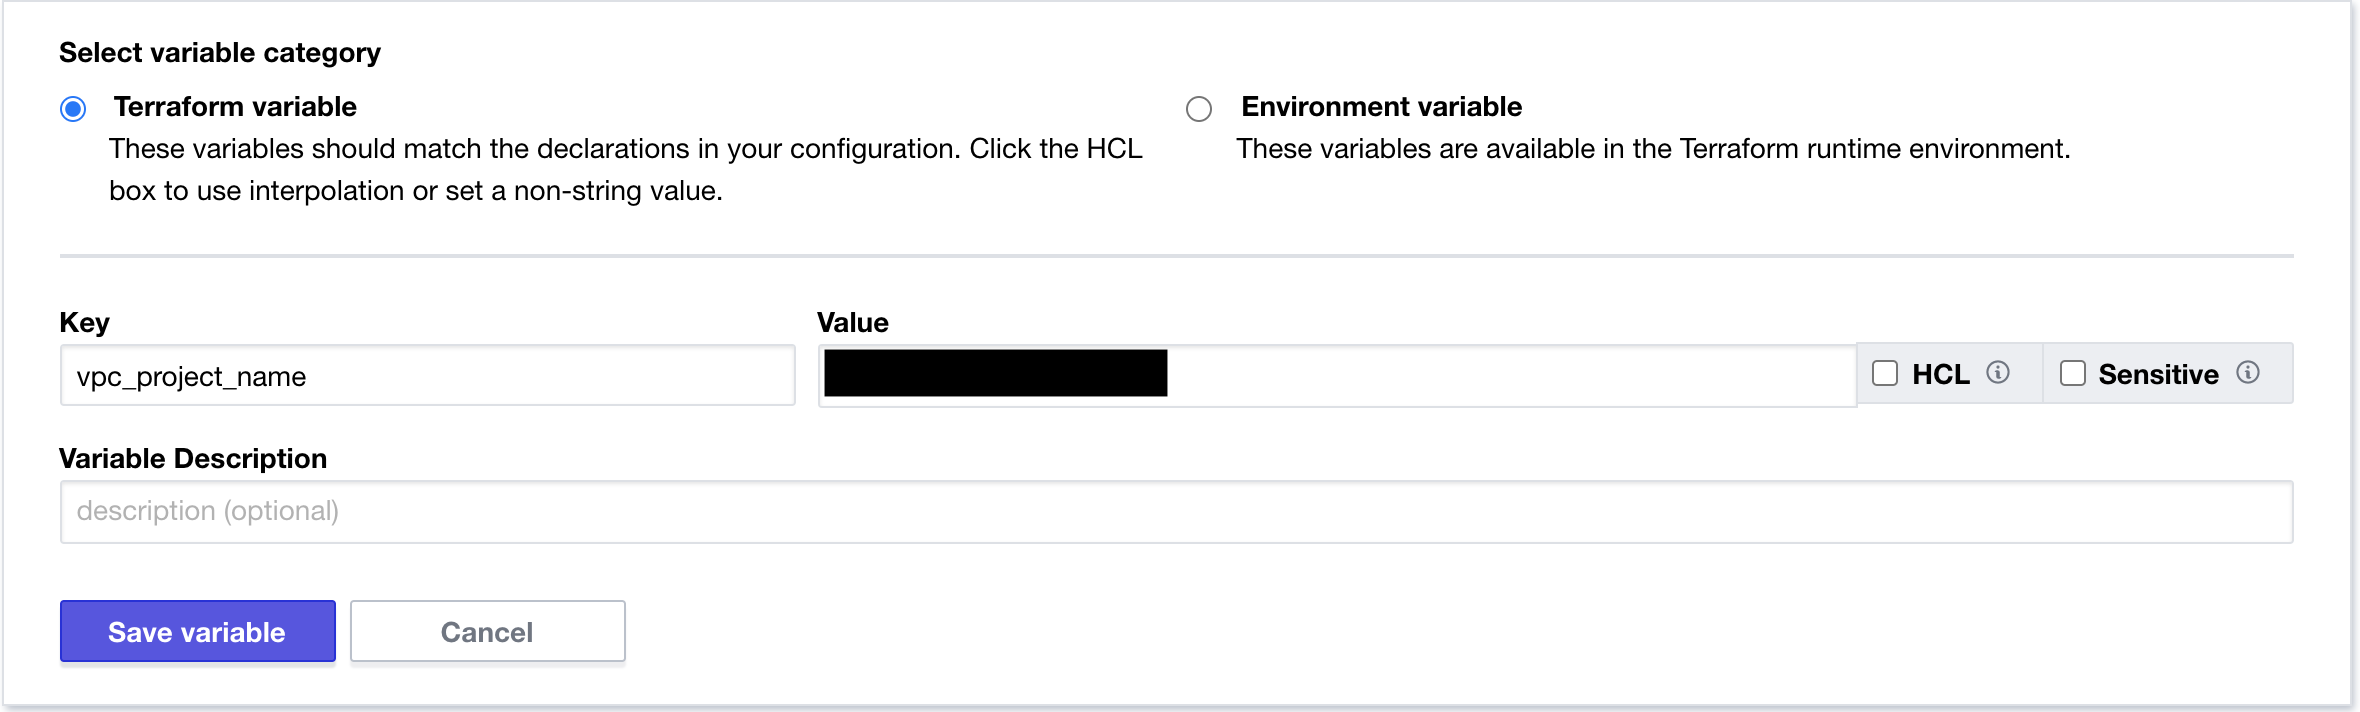 Select variable category
Terraform variable
These variables should match the declarations in your configuration. Click the HCL
box to use interpolation or set a non-string value.
Environment variable
These variables are available in the Terraform runtime environment.
Key
vpc_project_name
Value
HCL
Sensitive
Variable Description
description (optional)
Save variable
Cancel